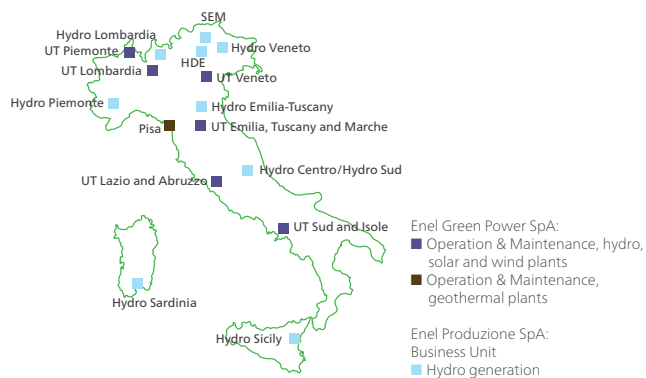 SEM
Hydro Lombardia
UT Piemonte
Hydro Veneto
HDE
UT Lombardia
UT Veneto
Hydro Piemonte
Hydro Emilia-Tuscany
Pisa
UT Emilia, Tuscany and Marche
Hydro Centro/Hydro Sud
UT Lazio and Abruzzo
UT Sud and Isole
Hydro Sardinia
Hydro Sicily
Enel Green Power SpA:
Operation & Maintenance, hydro,
solar and wind plants
Operation & Maintenance,
geothermal plants
Enel Produzione SpA:
Business Unit
Hydro generation